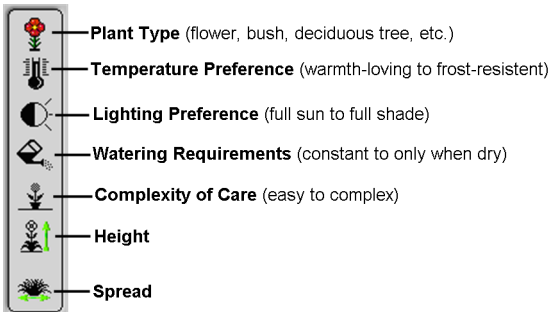 Plant Type (flower, bush, deciduous tree, etc.)
Temperature Preference (warmth-loving to frost-resistent)
Lighting Preference (full sun to full shade)
Watering Requirements (constant to only when dry)
Complexity of Care (easy to complex)
Height
Spread